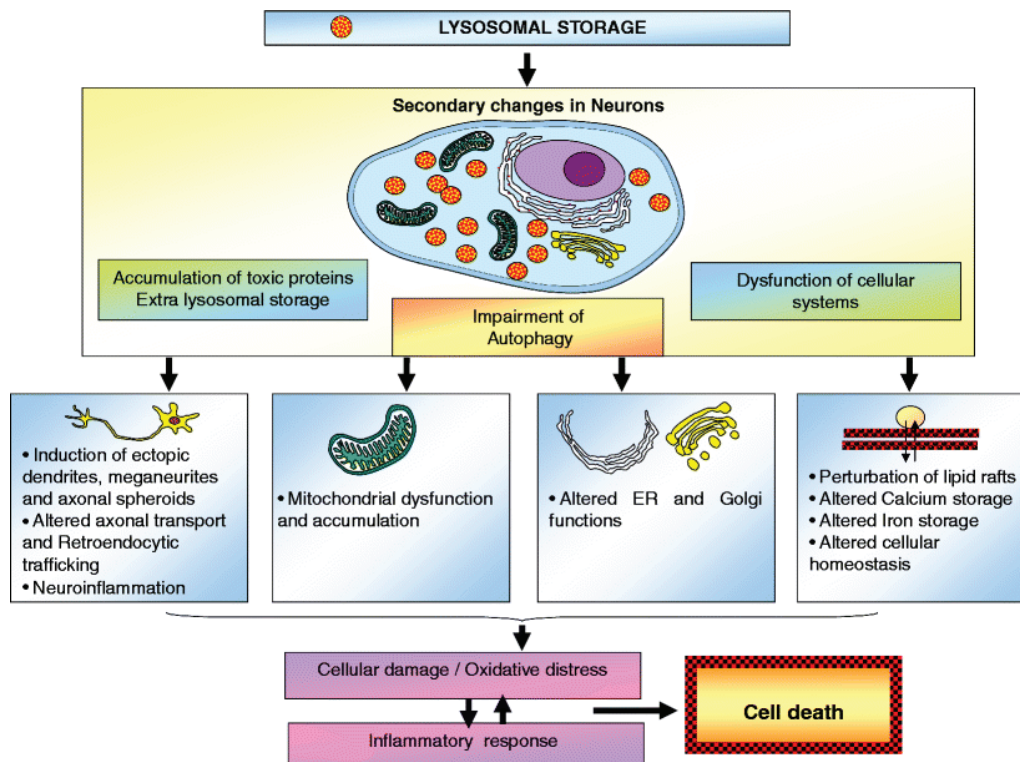 LYSOSOMAL STORAGE
Secondary changes in Neurons
Accumulation of toxic proteins
Extra lysosomal storage
Impairment of
Autophagy
Dysfunction of cellular
systems
• Induction of ectopic
dendrites, meganeurites
and axonal spheroids
• Altered axonal transport
and Retroendocytic
trafficking
• Neuroinflammation
• Mitochondrial dysfunction
and accumulation
• Altered ER and Golgi
functions
• Perturbation of lipid rafts
• Altered Calcium storage
• Altered Iron storage
• Altered cellular
homeostasis
Cellular damage / Oxidative distress
Inflammatory response
Cell death